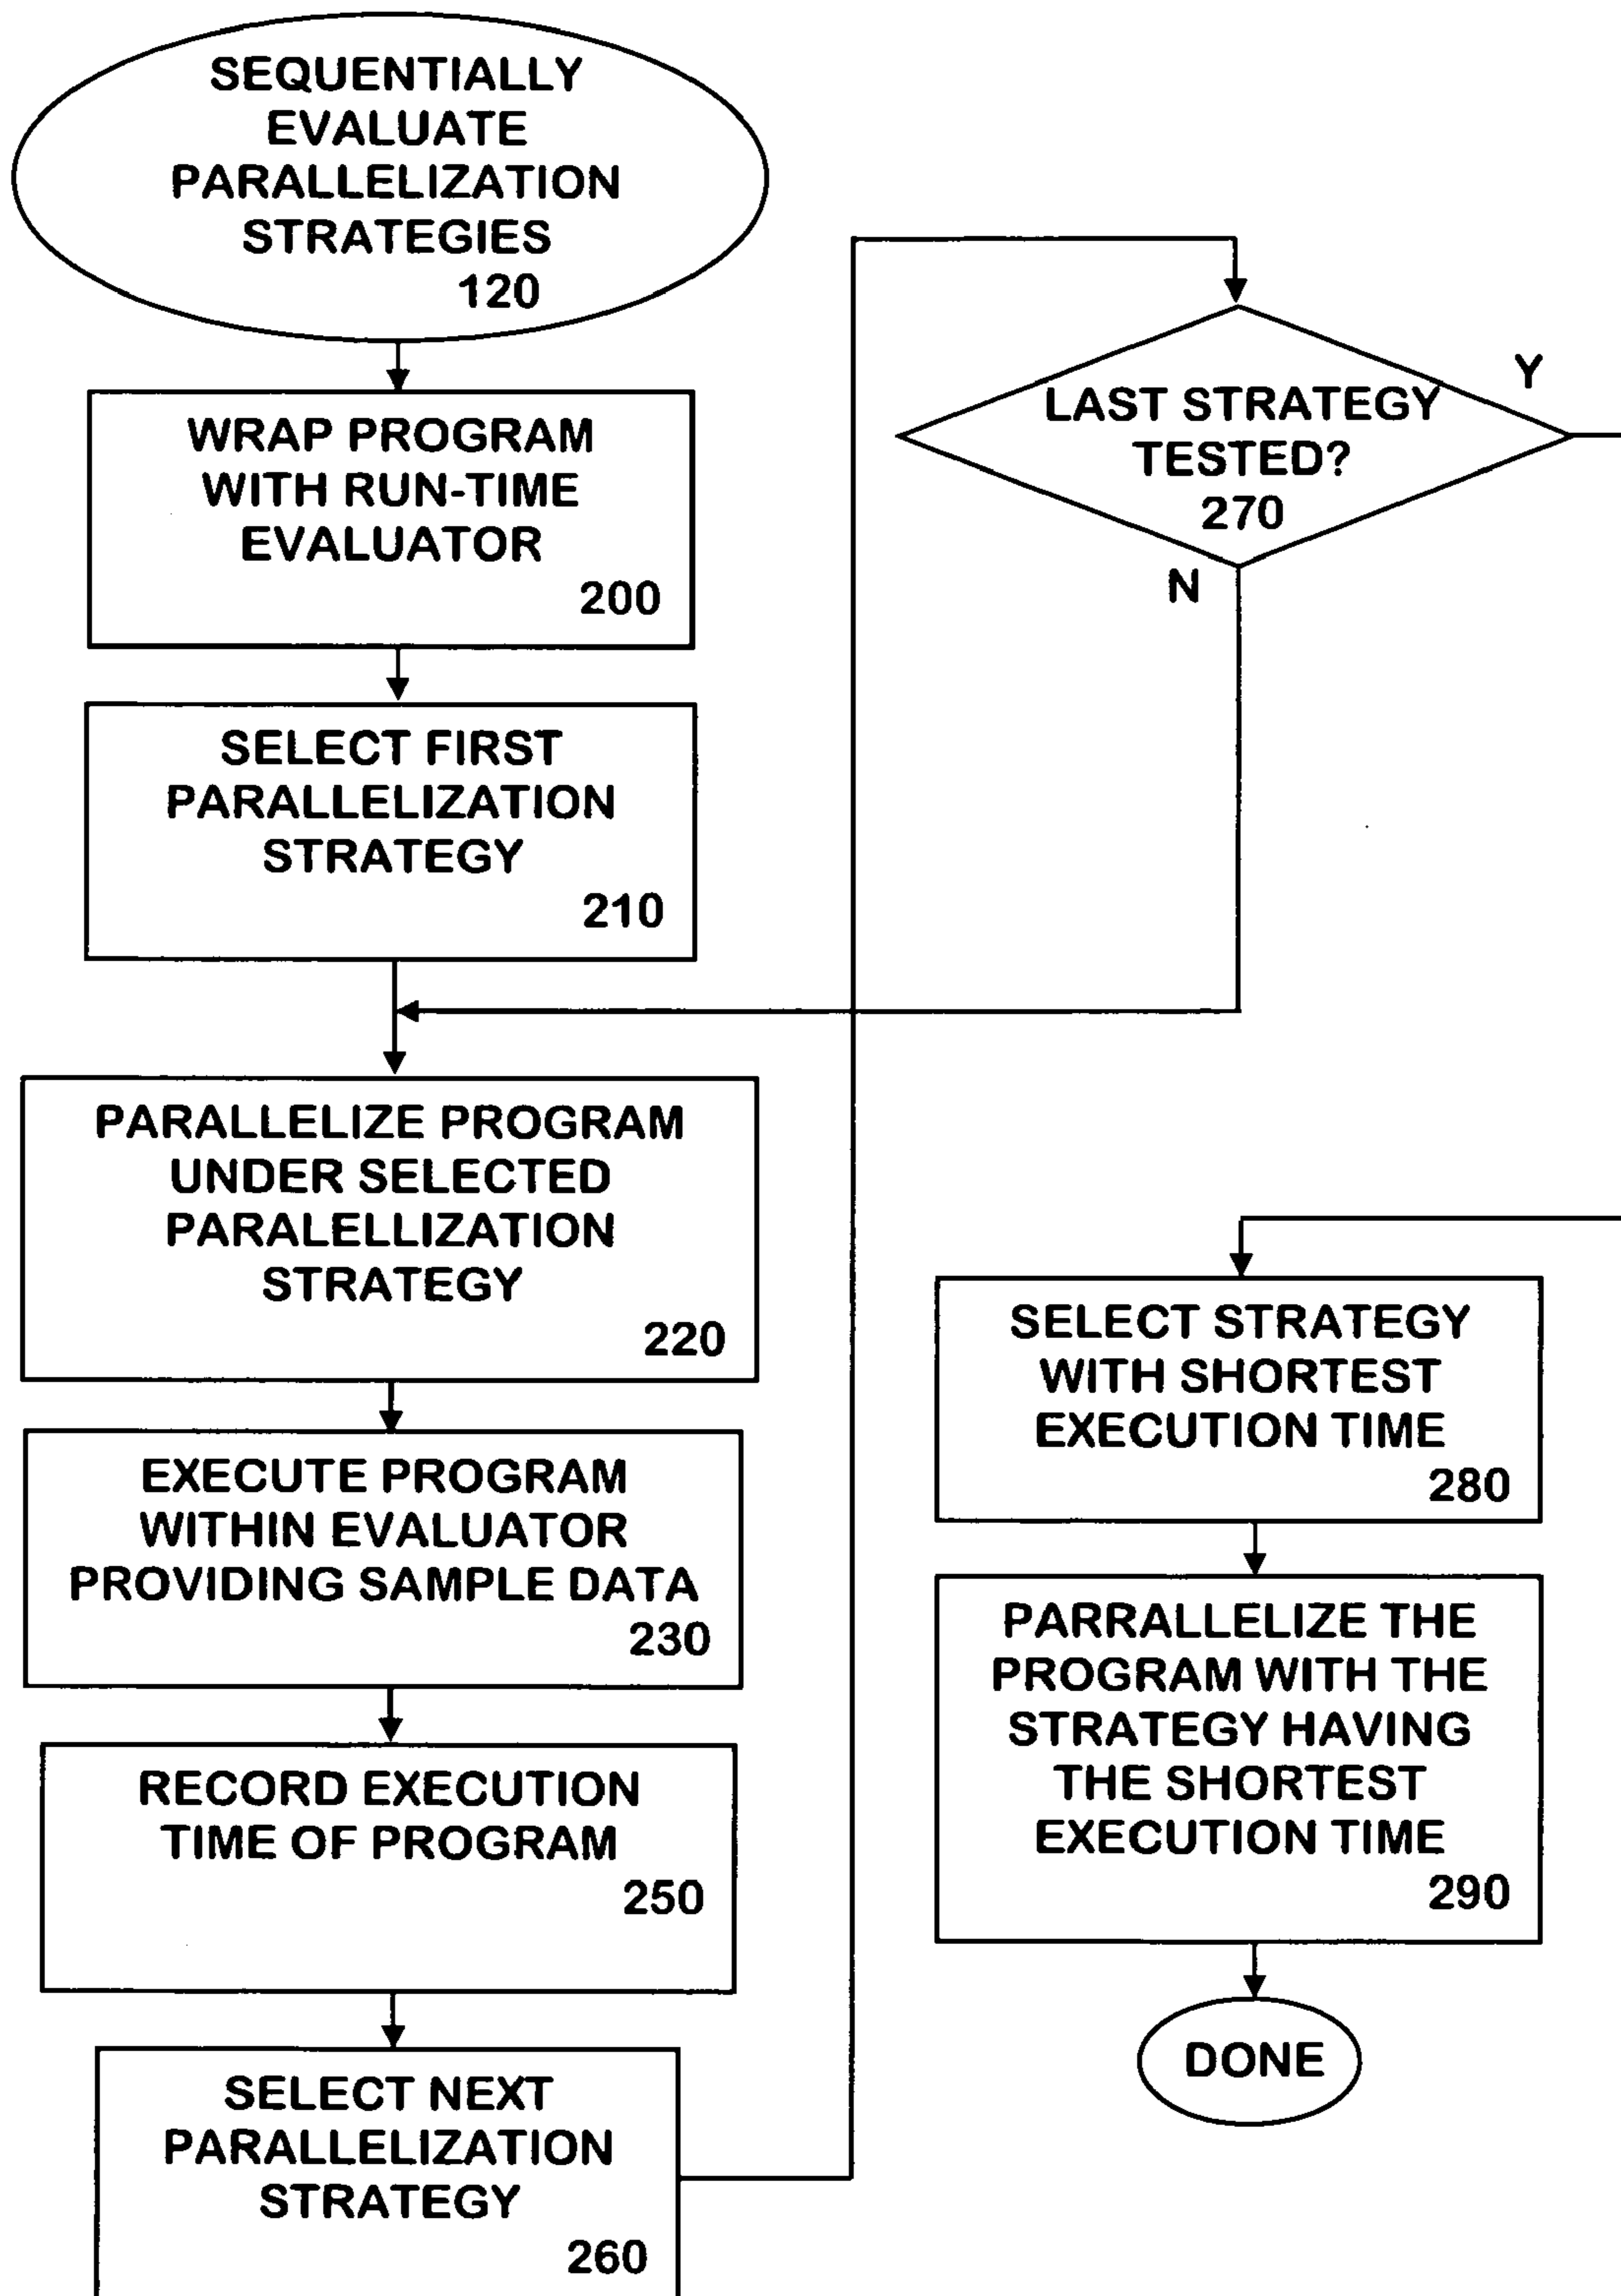 SEQUENTIALLY
EVALUATE
PARALLELIZATION
STRATEGIES
120
WRAP PROGRAM
WITH RUN-TIME
EVALUATOR
200
SELECT FIRST
PARALLELIZATION
STRATEGY
210
PARALLELIZE PROGRAM
UNDER SELECTED
PARALELLIZATION
STRATEGY
220
EXECUTE PROGRAM
WITHIN EVALUATOR
PROVIDING SAMPLE DATA
230
RECORD EXECUTION
TIME OF PROGRAM
250
SELECT NEXT
PARALLELIZATION
STRATEGY
260
LAST STRATEGY
TESTED?
270
Y
N
SELECT STRATEGY
WITH SHORTEST
EXECUTION TIME
280
PARRALLELIZE THE
PROGRAM WITH THE
STRATEGY HAVING
THE SHORTEST
EXECUTION TIME
290
DONE